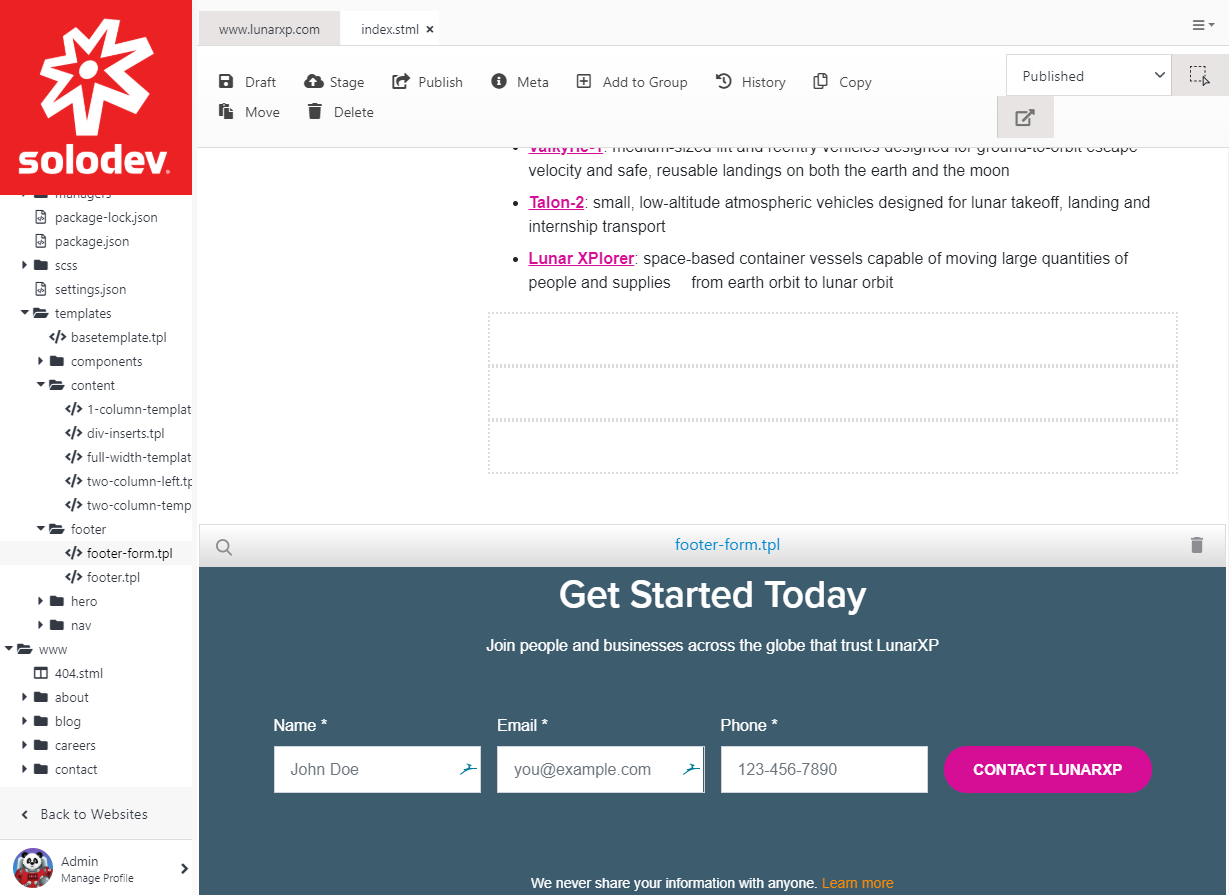 solodev
managers
package-lock.json
package.json
scss
settings.json
templates
basetemplate.tpl
components
content
1-column-templat
div-inserts.tpl
full-width-templat
two-column-left.tp
two-column-temp
footer
footer-form.tpl
footer.tpl
hero
nav
www
404.stml
about
blog
careers
contact
Back to Websites
Admin
Manage Profile
www.lunarxp.com
index.stml ×
Draft Stage Publish Meta Add to Group History Copy
Move Delete
Published
Valkyrie-1: medium-sized lift and reentry vehicles designed for ground-to-orbit escape
velocity and safe, reusable landings on both the earth and the moon
Talon-2: small, low-altitude atmospheric vehicles designed for lunar takeoff, landing and
internship transport
Lunar XPlorer: space-based container vessels capable of moving large quantities of
people and supplies from earth orbit to lunar orbit
footer-form.tpl
Get Started Today
Join people and businesses across the globe that trust LunarXP
Name * Email * Phone *
John Doe you@example.com 123-456-7890 CONTACT LUNARXP
We never share your information with anyone. Learn more